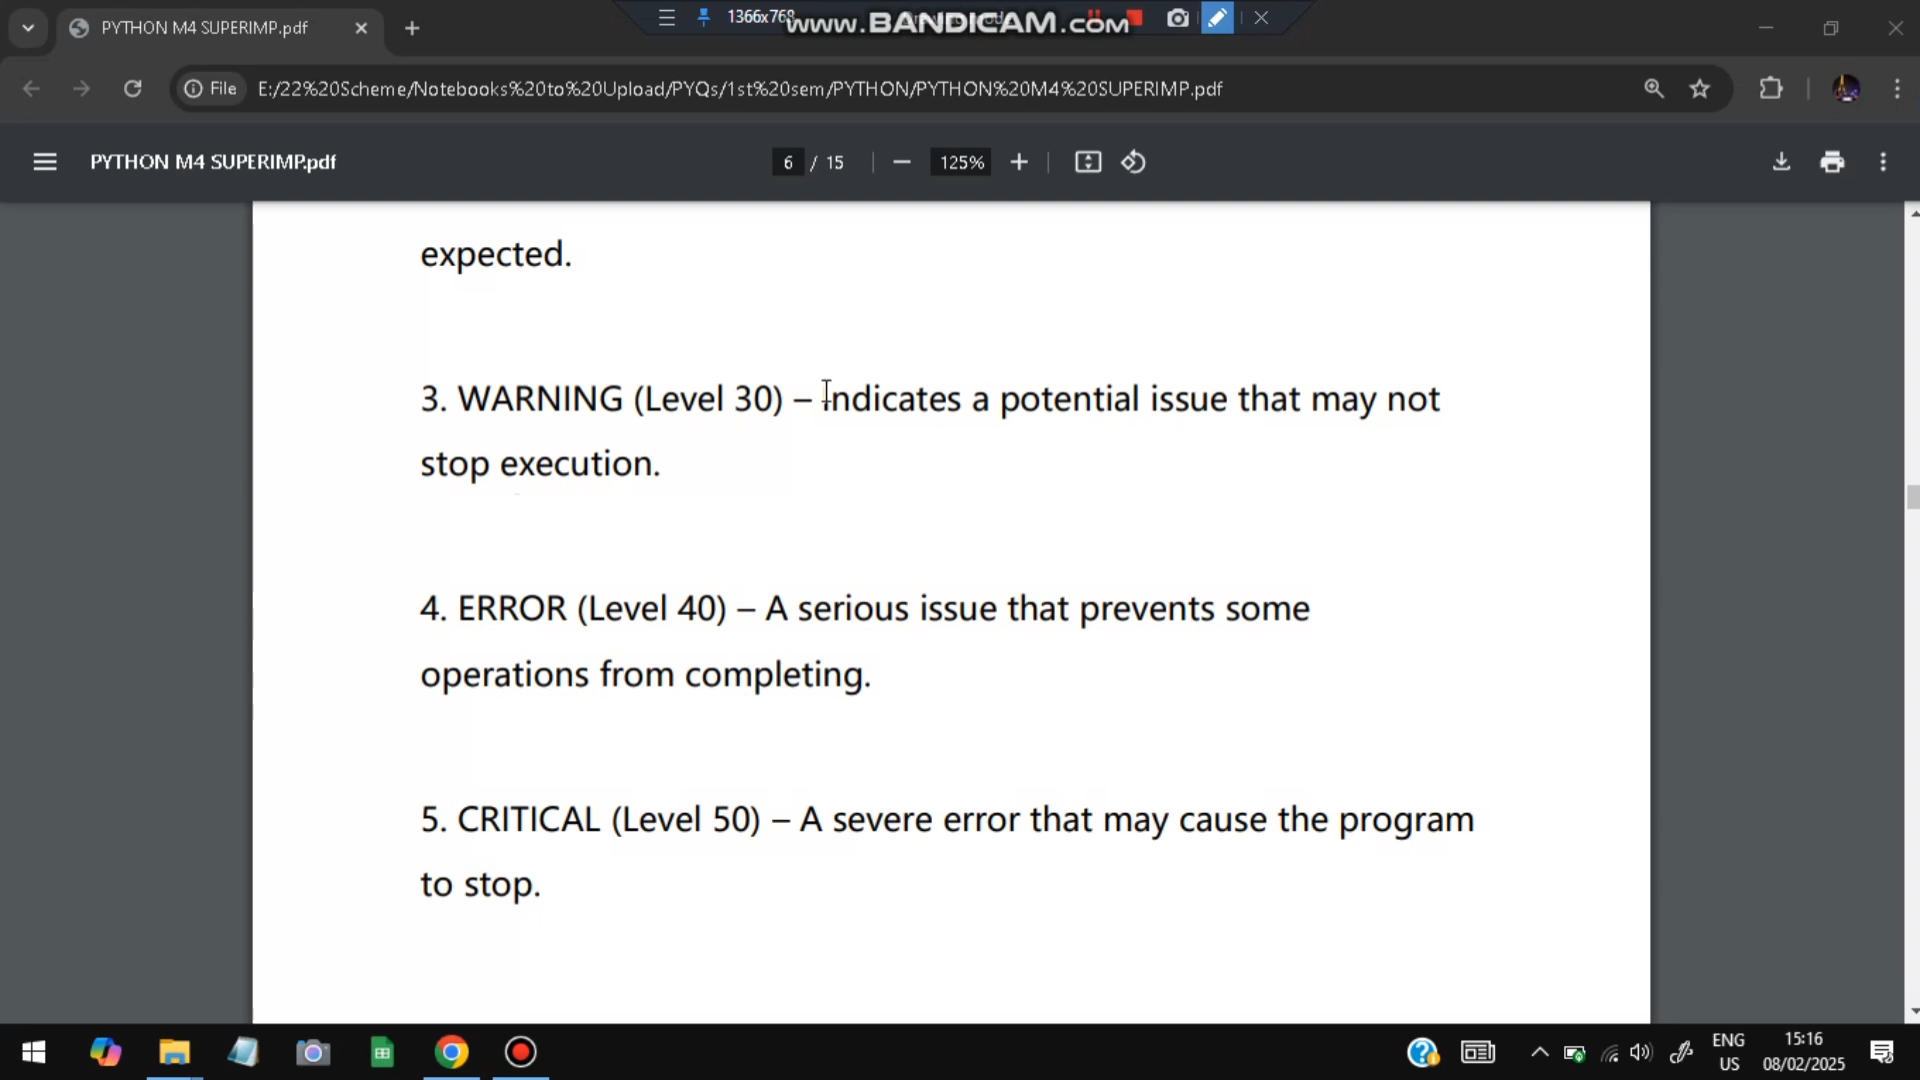 PYTHON M4 SUPERIMP.pdf
1366x768
www.BANDICAM.com
File
E:/22%20Scheme/Notebooks%20to%20Upload/PYQs/1st%20sem/PYTHON/PYTHON%20M4%20SUPERIMP.pdf
PYTHON M4 SUPERIMP.pdf
6 / 15
125%
expected.
3. WARNING (Level 30) – Indicates a potential issue that may not
stop execution.
4. ERROR (Level 40) – A serious issue that prevents some
operations from completing.
5. CRITICAL (Level 50) – A severe error that may cause the program
to stop.
ENG
US
15:16
08/02/2025